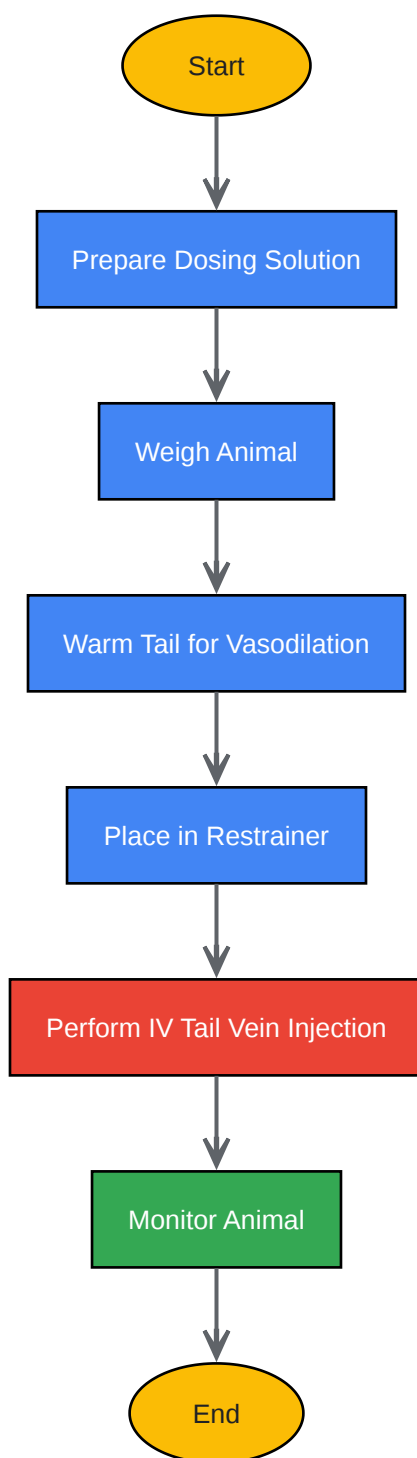 Start
Prepare Dosing Solution
Weigh Animal
Warm Tail for Vasodilation
Place in Restrainer
Perform IV Tail Vein Injection
Monitor Animal
End